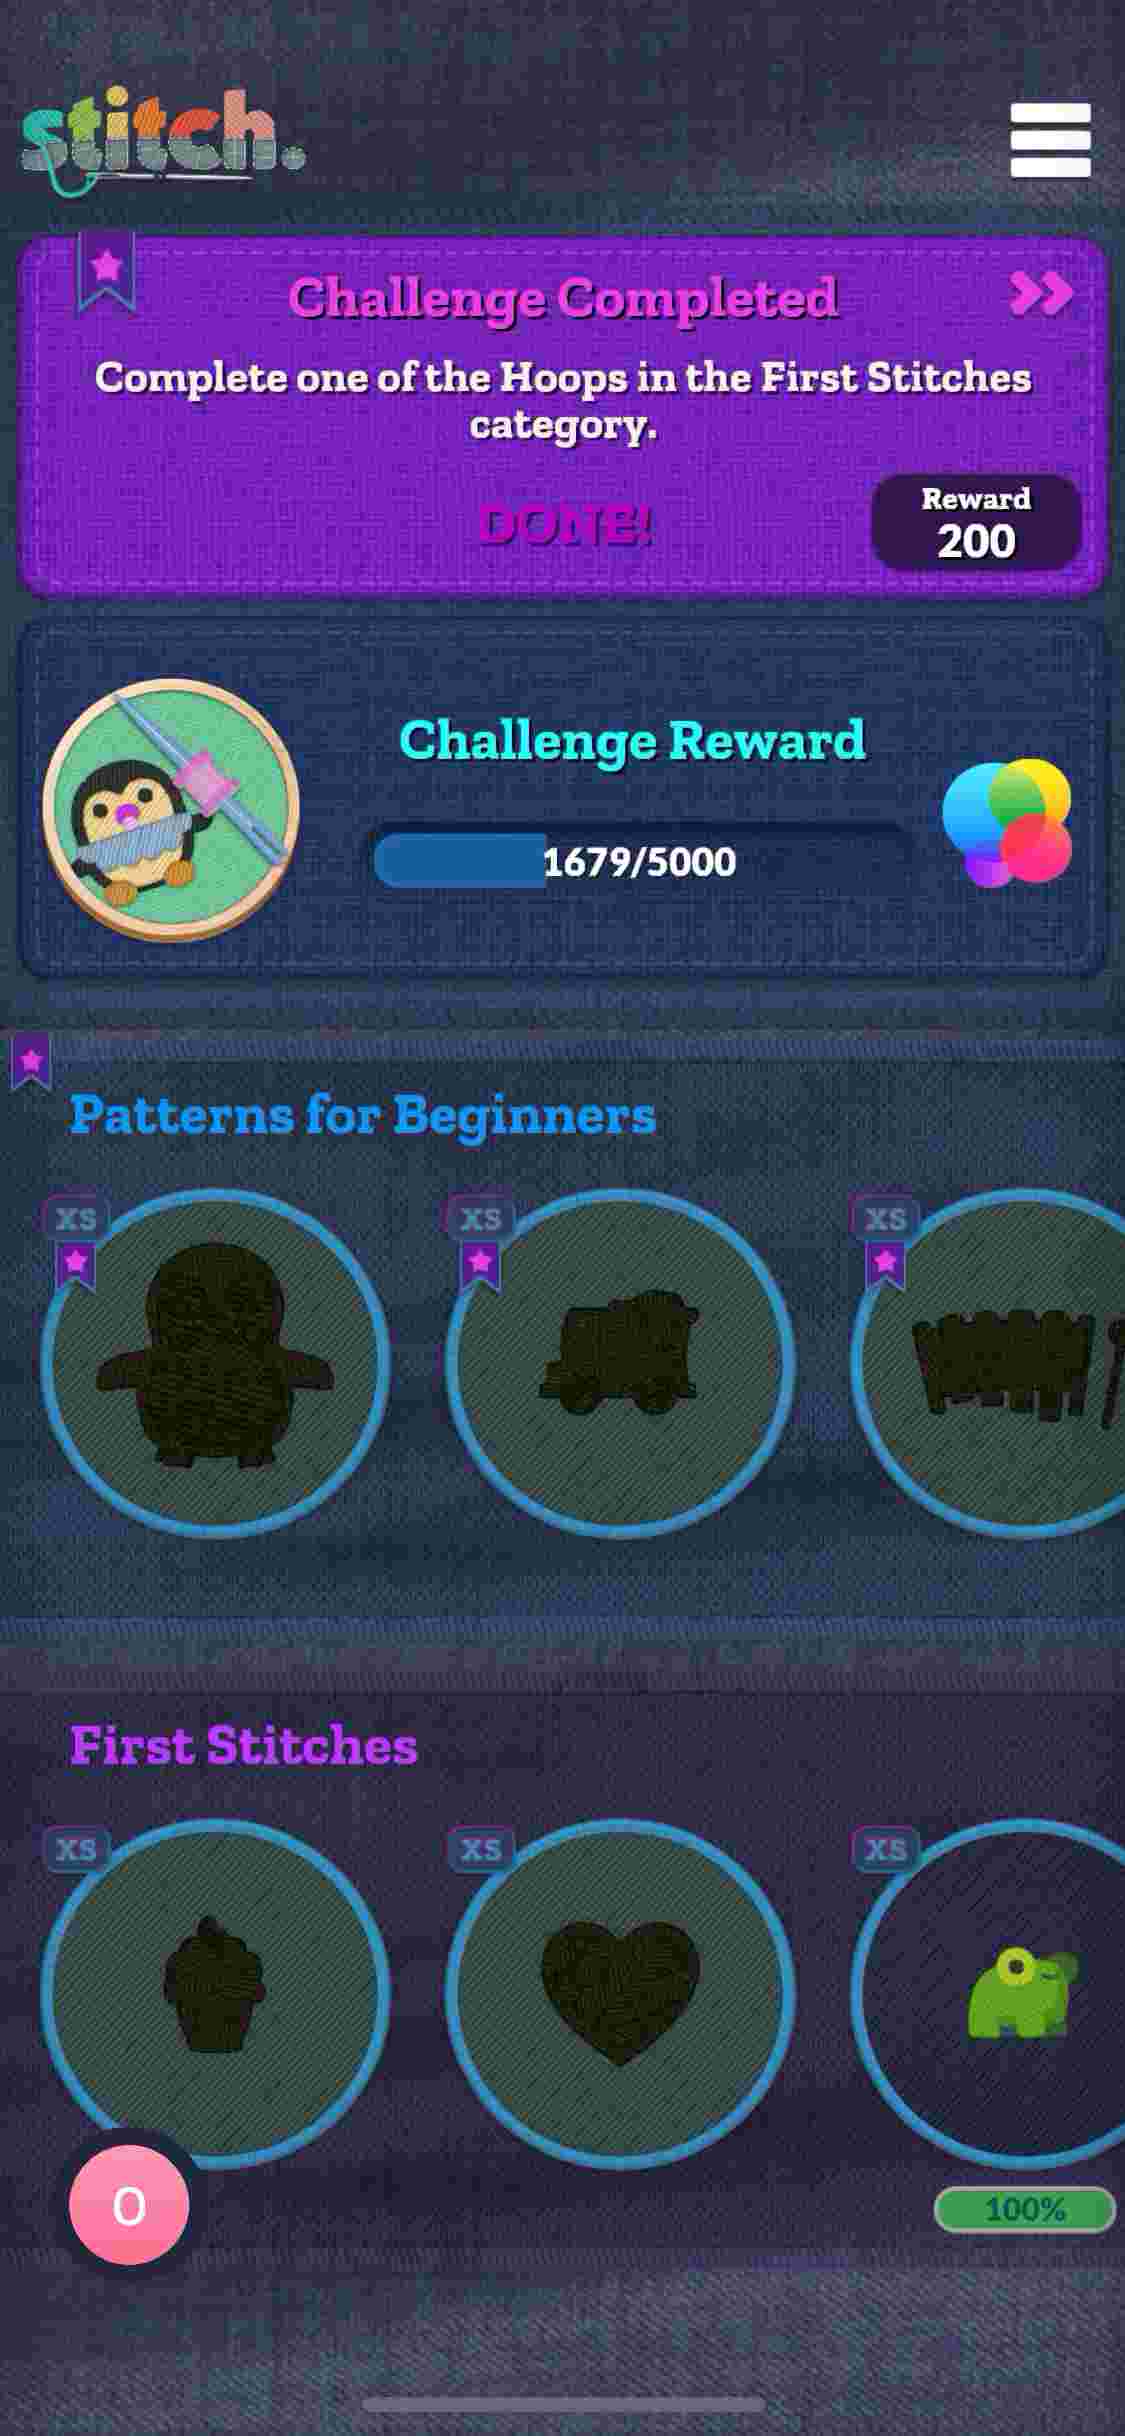 stitch.
Challenge Completed
Complete one of the Hoops in the First Stitches
category.
DONE!
Reward
200
Challenge Reward
1679/5000
Patterns for Beginners
XS
XS
XS
First Stitches
XS
XS
XS
0
100%